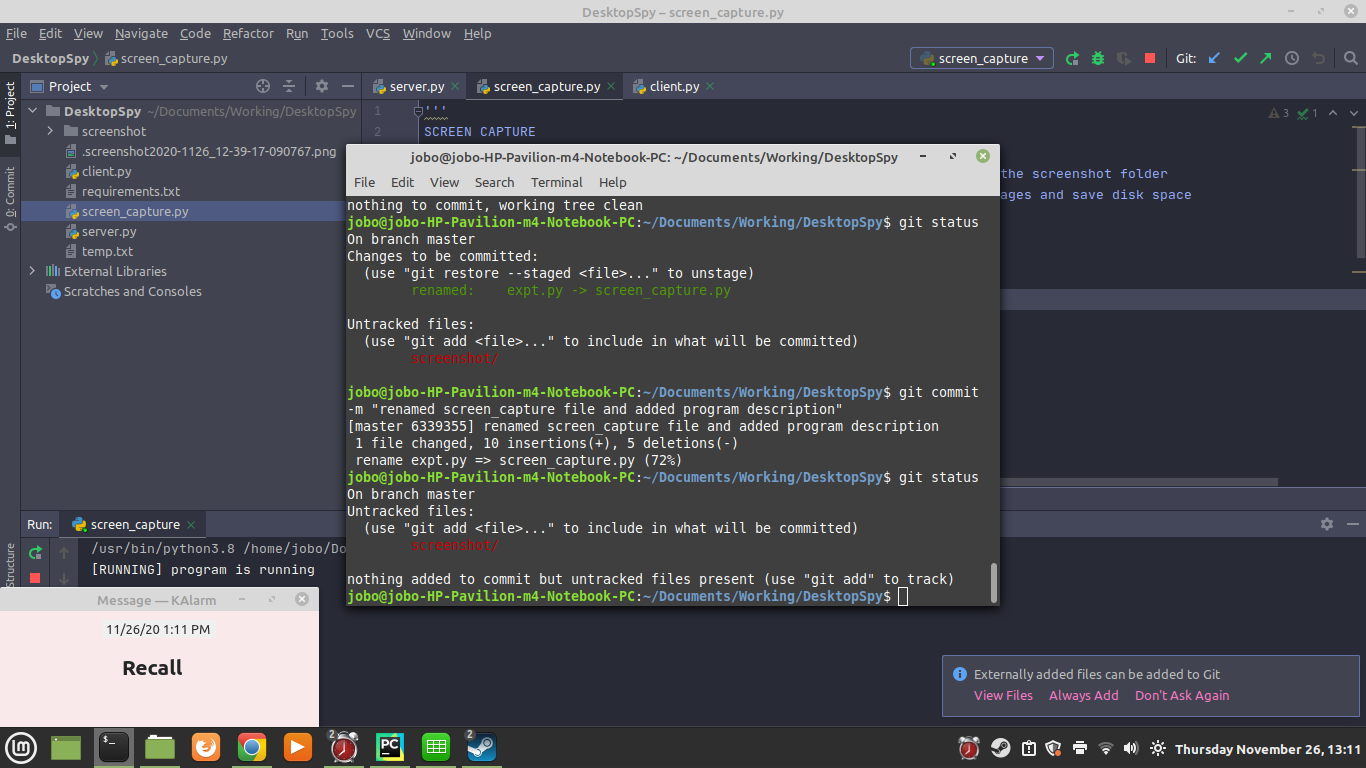 DesktopSpy – screen_capture.py
File Edit View Navigate Code Refactor Run Tools VCS Window Help
DesktopSpy screen_capture.py
screen_capture
Git:
1: Project
0: Commit
Structure
Project
server.py
screen_capture.py
client.py
DesktopSpy ~/Documents/Working/DesktopSpy
screenshot
.screenshot2020-1126_12-39-17-090767.png
client.py
requirements.txt
screen_capture.py
server.py
temp.txt
External Libraries
Scratches and Consoles
1 '''
2 SCREEN CAPTURE
3 1
the screenshot folder
ages and save disk space
jobo@jobo-HP-Pavilion-m4-Notebook-PC: ~/Documents/Working/DesktopSpy
File Edit View Search Terminal Help
nothing to commit, working tree clean
jobo@jobo-HP-Pavilion-m4-Notebook-PC:~/Documents/Working/DesktopSpy$ git status
On branch master
Changes to be committed:
(use "git restore --staged <file>..." to unstage)
renamed: expt.py -> screen_capture.py
Untracked files:
(use "git add <file>..." to include in what will be committed)
screenshot/
jobo@jobo-HP-Pavilion-m4-Notebook-PC:~/Documents/Working/DesktopSpy$ git commit
-m "renamed screen_capture file and added program description"
[master 6339355] renamed screen_capture file and added program description
1 file changed, 10 insertions(+), 5 deletions(-)
rename expt.py => screen_capture.py (72%)
jobo@jobo-HP-Pavilion-m4-Notebook-PC:~/Documents/Working/DesktopSpy$ git status
On branch master
Untracked files:
(use "git add <file>..." to include in what will be committed)
screenshot/
nothing added to commit but untracked files present (use "git add" to track)
jobo@jobo-HP-Pavilion-m4-Notebook-PC:~/Documents/Working/DesktopSpy$
Run: screen_capture
/usr/bin/python3.8 /home/jobo/Do
[RUNNING] program is running
Message — KAlarm
11/26/20 1:11 PM
Recall
Externally added files can be added to Git
View Files Always Add Don't Ask Again
$_
PC
2
2
Thursday November 26, 13:11